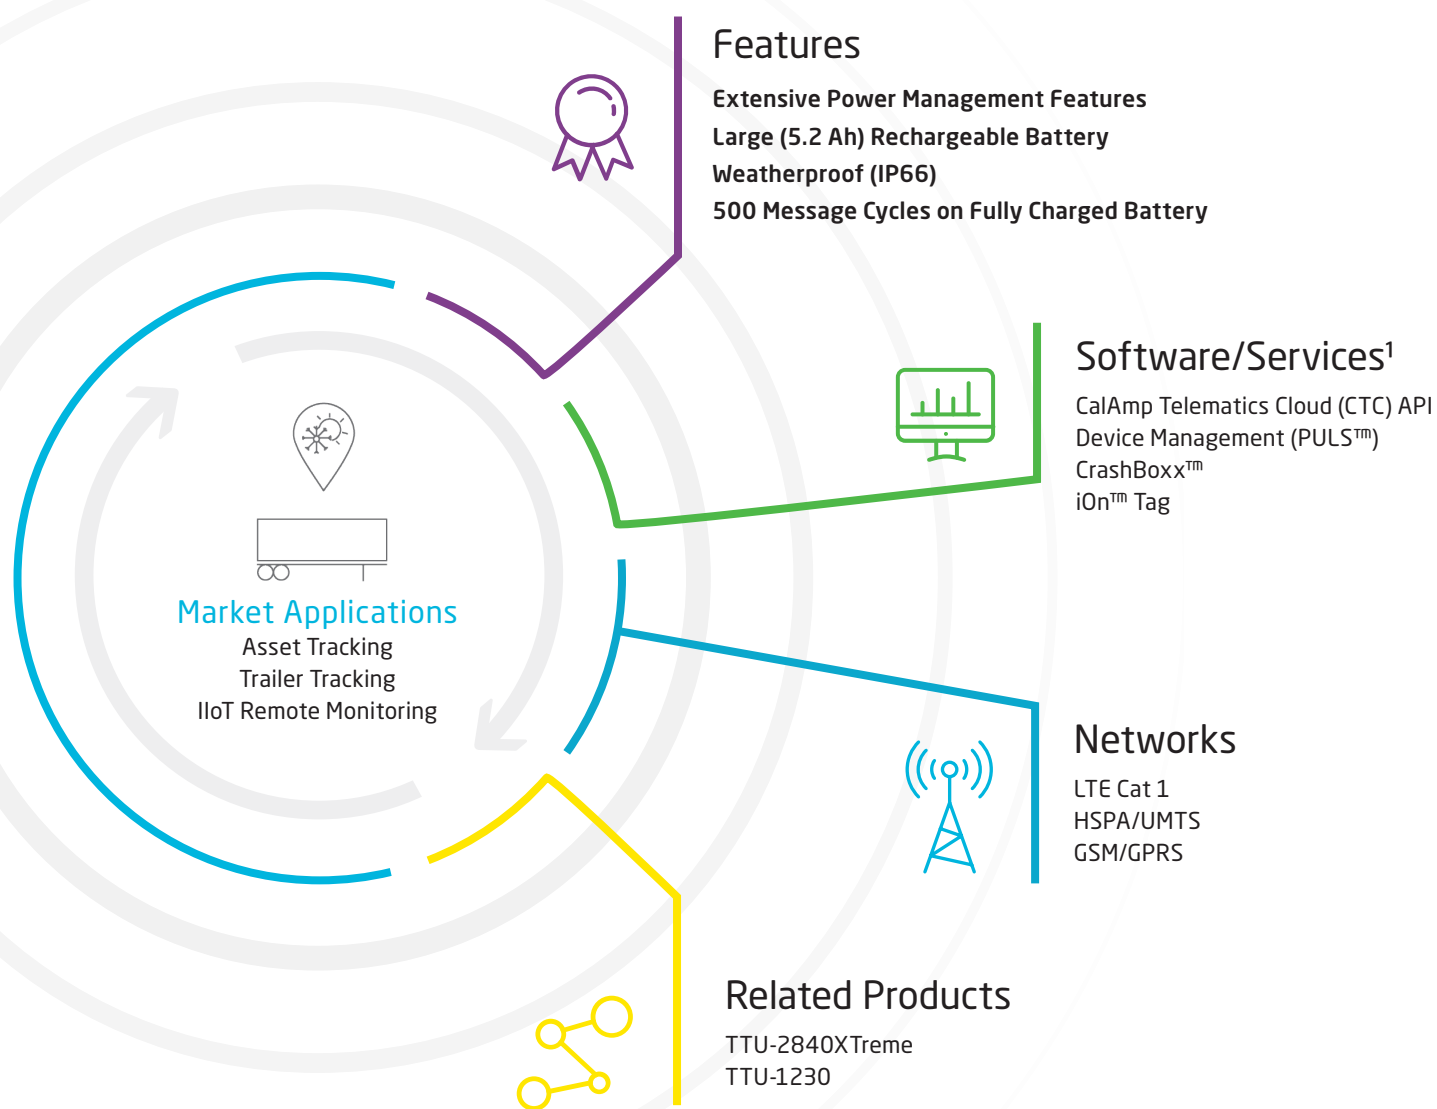 Features
Extensive Power Management Features
Large (5.2 Ah) Rechargeable Battery
Weatherproof (IP66)
500 Message Cycles on Fully Charged Battery
Software/Services¹
CalAmp Telematics Cloud (CTC) API
Device Management (PULS™)
CrashBoxx™
iOn™ Tag
Market Applications
Asset Tracking
Trailer Tracking
IIoT Remote Monitoring
Networks
LTE Cat 1
HSPA/UMTS
GSM/GPRS
Related Products
TTU-2840XTreme
TTU-1230